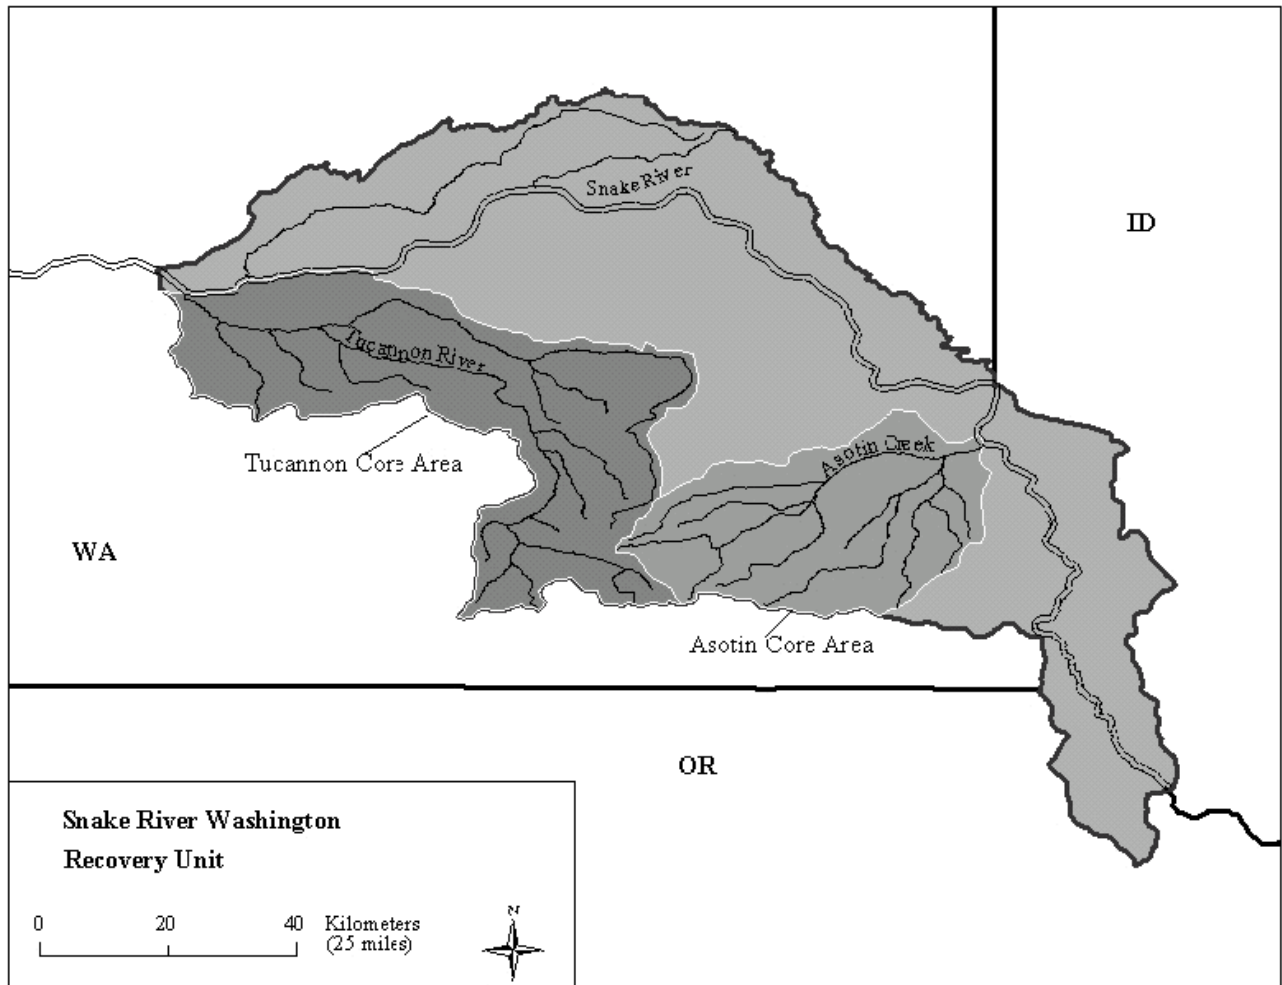 Snake River
ID
Tucannon River
Asotin Creek
Tucannon Core Area
WA
Asotin Core Area
OR
Snake River Washington
Recovery Unit
0 20 40 Kilometers
(25 miles)
N